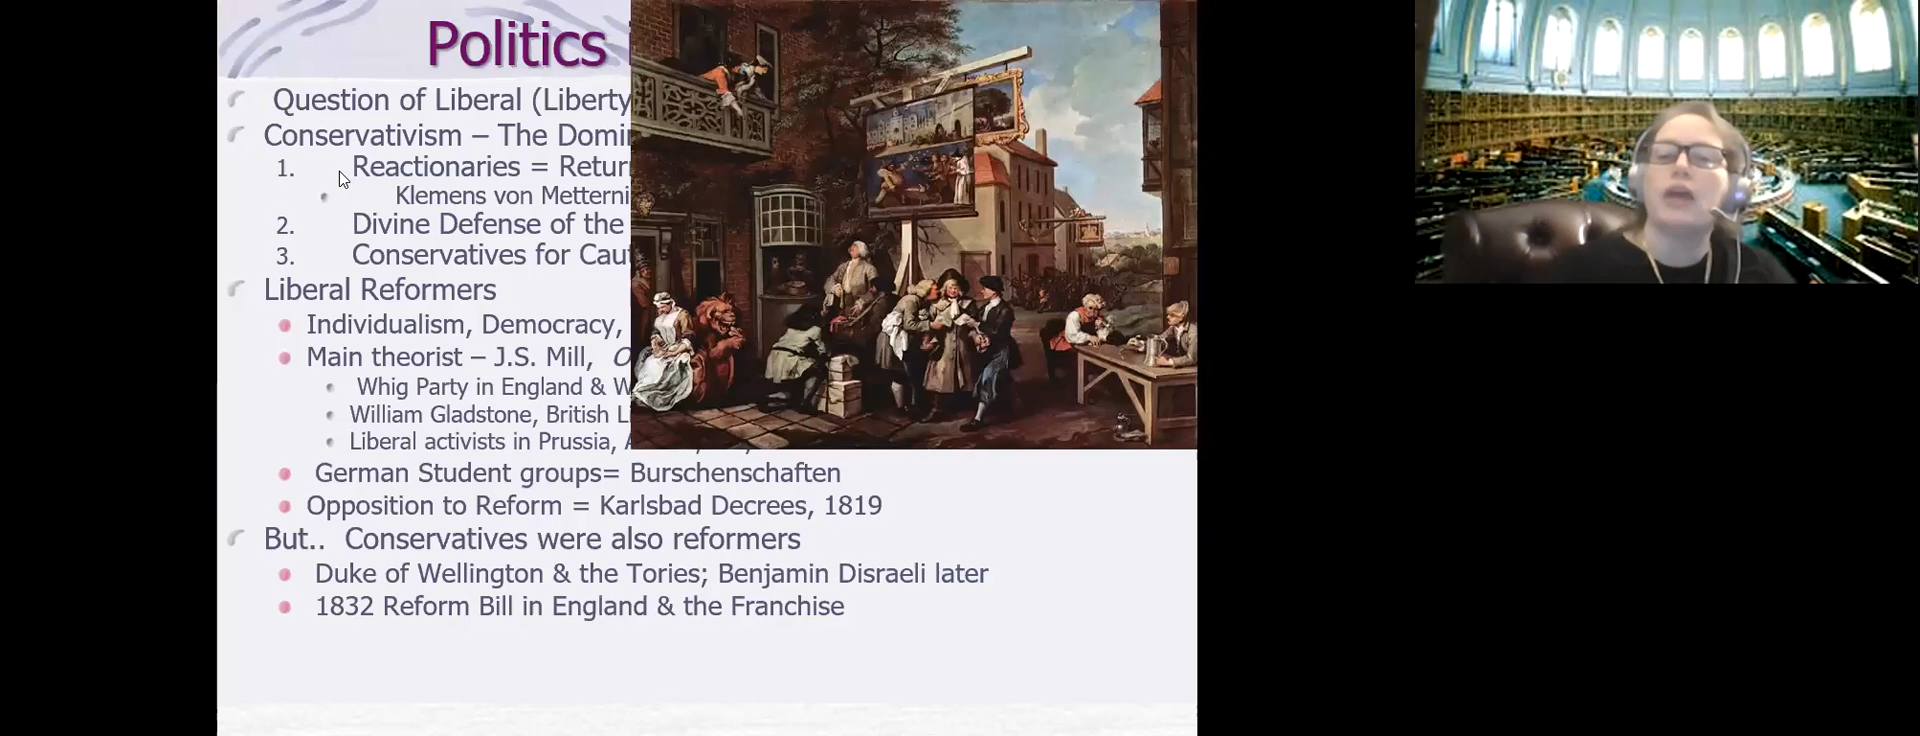 Politics
Question of Liberal (Liberty
Conservativism – The Domi
1. Reactionaries = Return
Klemens von Metterni
2. Divine Defense of the
3. Conservatives for Cau
Liberal Reformers
Individualism, Democracy,
Main theorist – J.S. Mill, O
Whig Party in England & W
William Gladstone, British L
Liberal activists in Prussia, A
German Student groups= Burschenschaften
Opposition to Reform = Karlsbad Decrees, 1819
But.. Conservatives were also reformers
Duke of Wellington & the Tories; Benjamin Disraeli later
1832 Reform Bill in England & the Franchise